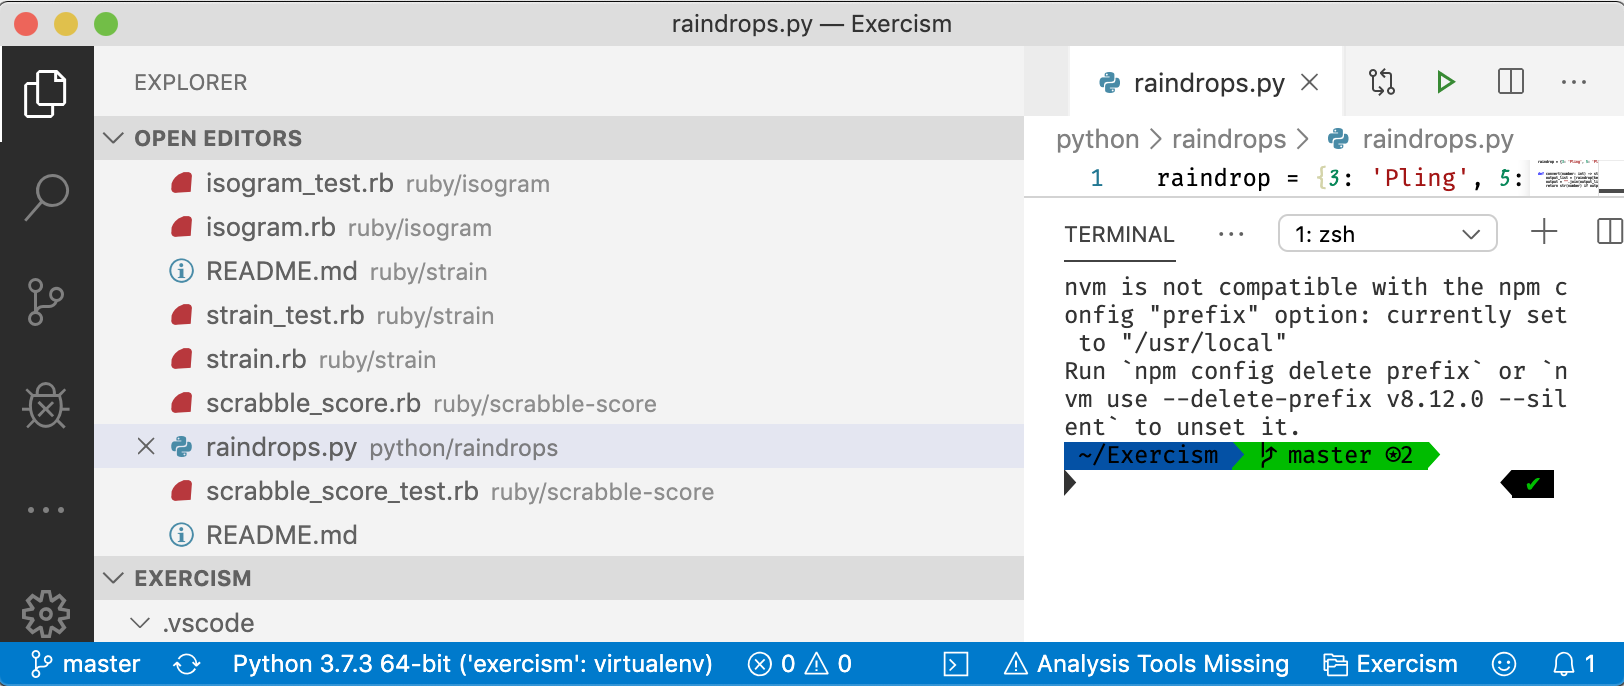 raindrops.py — Exercism
EXPLORER
OPEN EDITORS
isogram_test.rb ruby/isogram
isogram.rb ruby/isogram
README.md ruby/strain
strain_test.rb ruby/strain
strain.rb ruby/strain
scrabble_score.rb ruby/scrabble-score
raindrops.py python/raindrops
scrabble_score_test.rb ruby/scrabble-score
README.md
EXERCISM
.vscode
raindrops.py
python > raindrops > raindrops.py
1 raindrop = {3: 'Pling', 5:
TERMINAL 1: zsh
nvm is not compatible with the npm c
onfig "prefix" option: currently set
to "/usr/local"
Run `npm config delete prefix` or `n
vm use --delete-prefix v8.12.0 --sil
ent` to unset it.
~/Exercism master ⍟2
✔
master Python 3.7.3 64-bit ('exercism': virtualenv) 0 0 Analysis Tools Missing Exercism 1